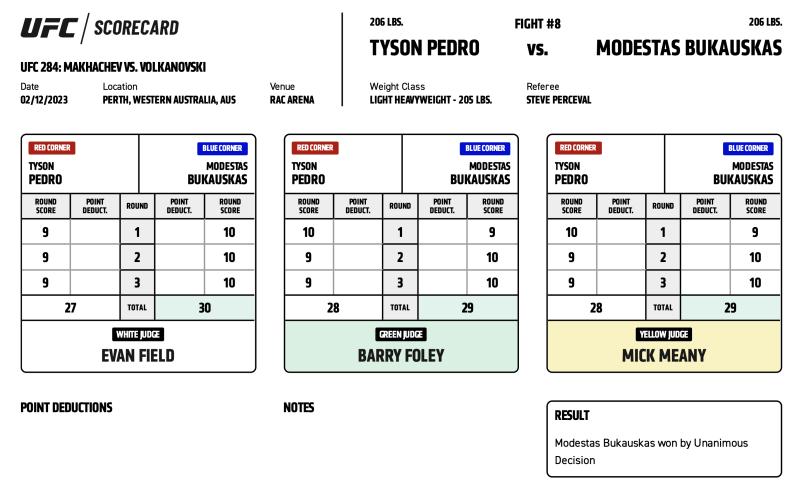 UFC / SCORECARD
UFC 284: MAKHACHEV VS. VOLKANOVSKI
Date Location Venue
02/12/2023 PERTH, WESTERN AUSTRALIA, AUS RAC ARENA
206 LBS. FIGHT #8 206 LBS.
TYSON PEDRO vs. MODESTAS BUKAUSKAS
Weight Class Referee
LIGHT HEAVYWEIGHT - 205 LBS. STEVE PERCEVAL
RED CORNER BLUE CORNER
TYSON MODESTAS
PEDRO BUKAUSKAS
ROUND POINT ROUND POINT ROUND
SCORE DEDUCT. DEDUCT. SCORE
9 1 10
9 2 10
9 3 10
27 TOTAL 30
WHITE JUDGE
EVAN FIELD
RED CORNER BLUE CORNER
TYSON MODESTAS
PEDRO BUKAUSKAS
ROUND POINT ROUND POINT ROUND
SCORE DEDUCT. DEDUCT. SCORE
10 1 9
9 2 10
9 3 10
28 TOTAL 29
GREEN JUDGE
BARRY FOLEY
RED CORNER BLUE CORNER
TYSON MODESTAS
PEDRO BUKAUSKAS
ROUND POINT ROUND POINT ROUND
SCORE DEDUCT. DEDUCT. SCORE
10 1 9
9 2 10
9 3 10
28 TOTAL 29
YELLOW JUDGE
MICK MEANY
POINT DEDUCTIONS
NOTES
RESULT
Modestas Bukauskas won by Unanimous
Decision